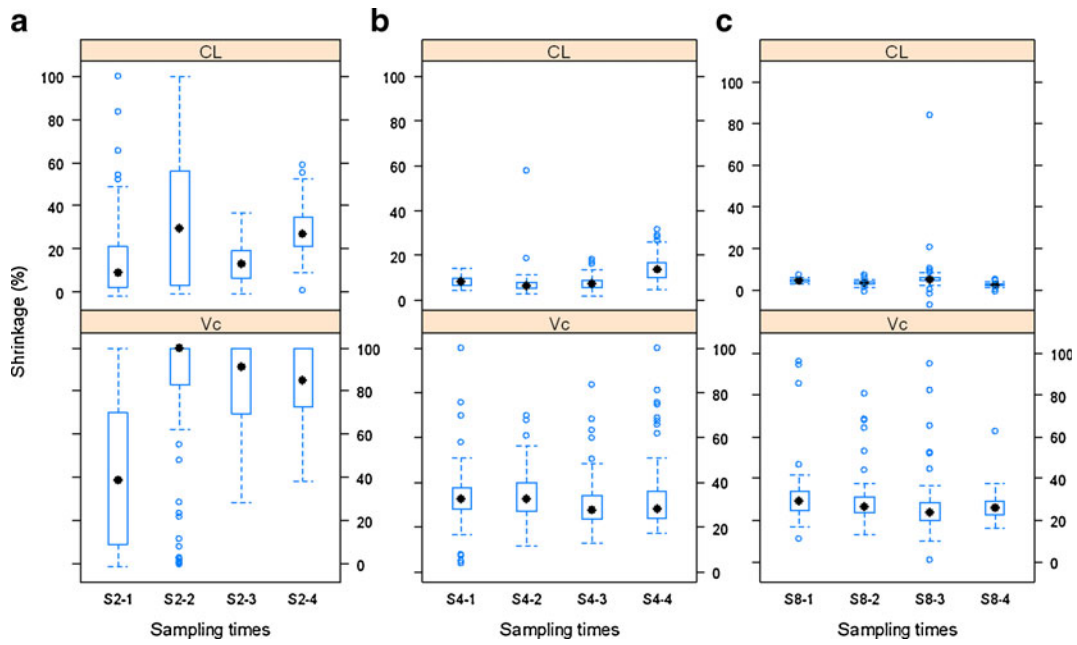 a b c
CL CL CL
100 100 100
80 80 80
60 60 60
40 40 40
20 20 20
0 0 0
Shrinkage (%)
Vc Vc Vc
100 100 100
80 80 80
60 60 60
40 40 40
20 20 20
0 0 0
S2-1 S2-2 S2-3 S2-4 S4-1 S4-2 S4-3 S4-4 S8-1 S8-2 S8-3 S8-4
Sampling times Sampling times Sampling times